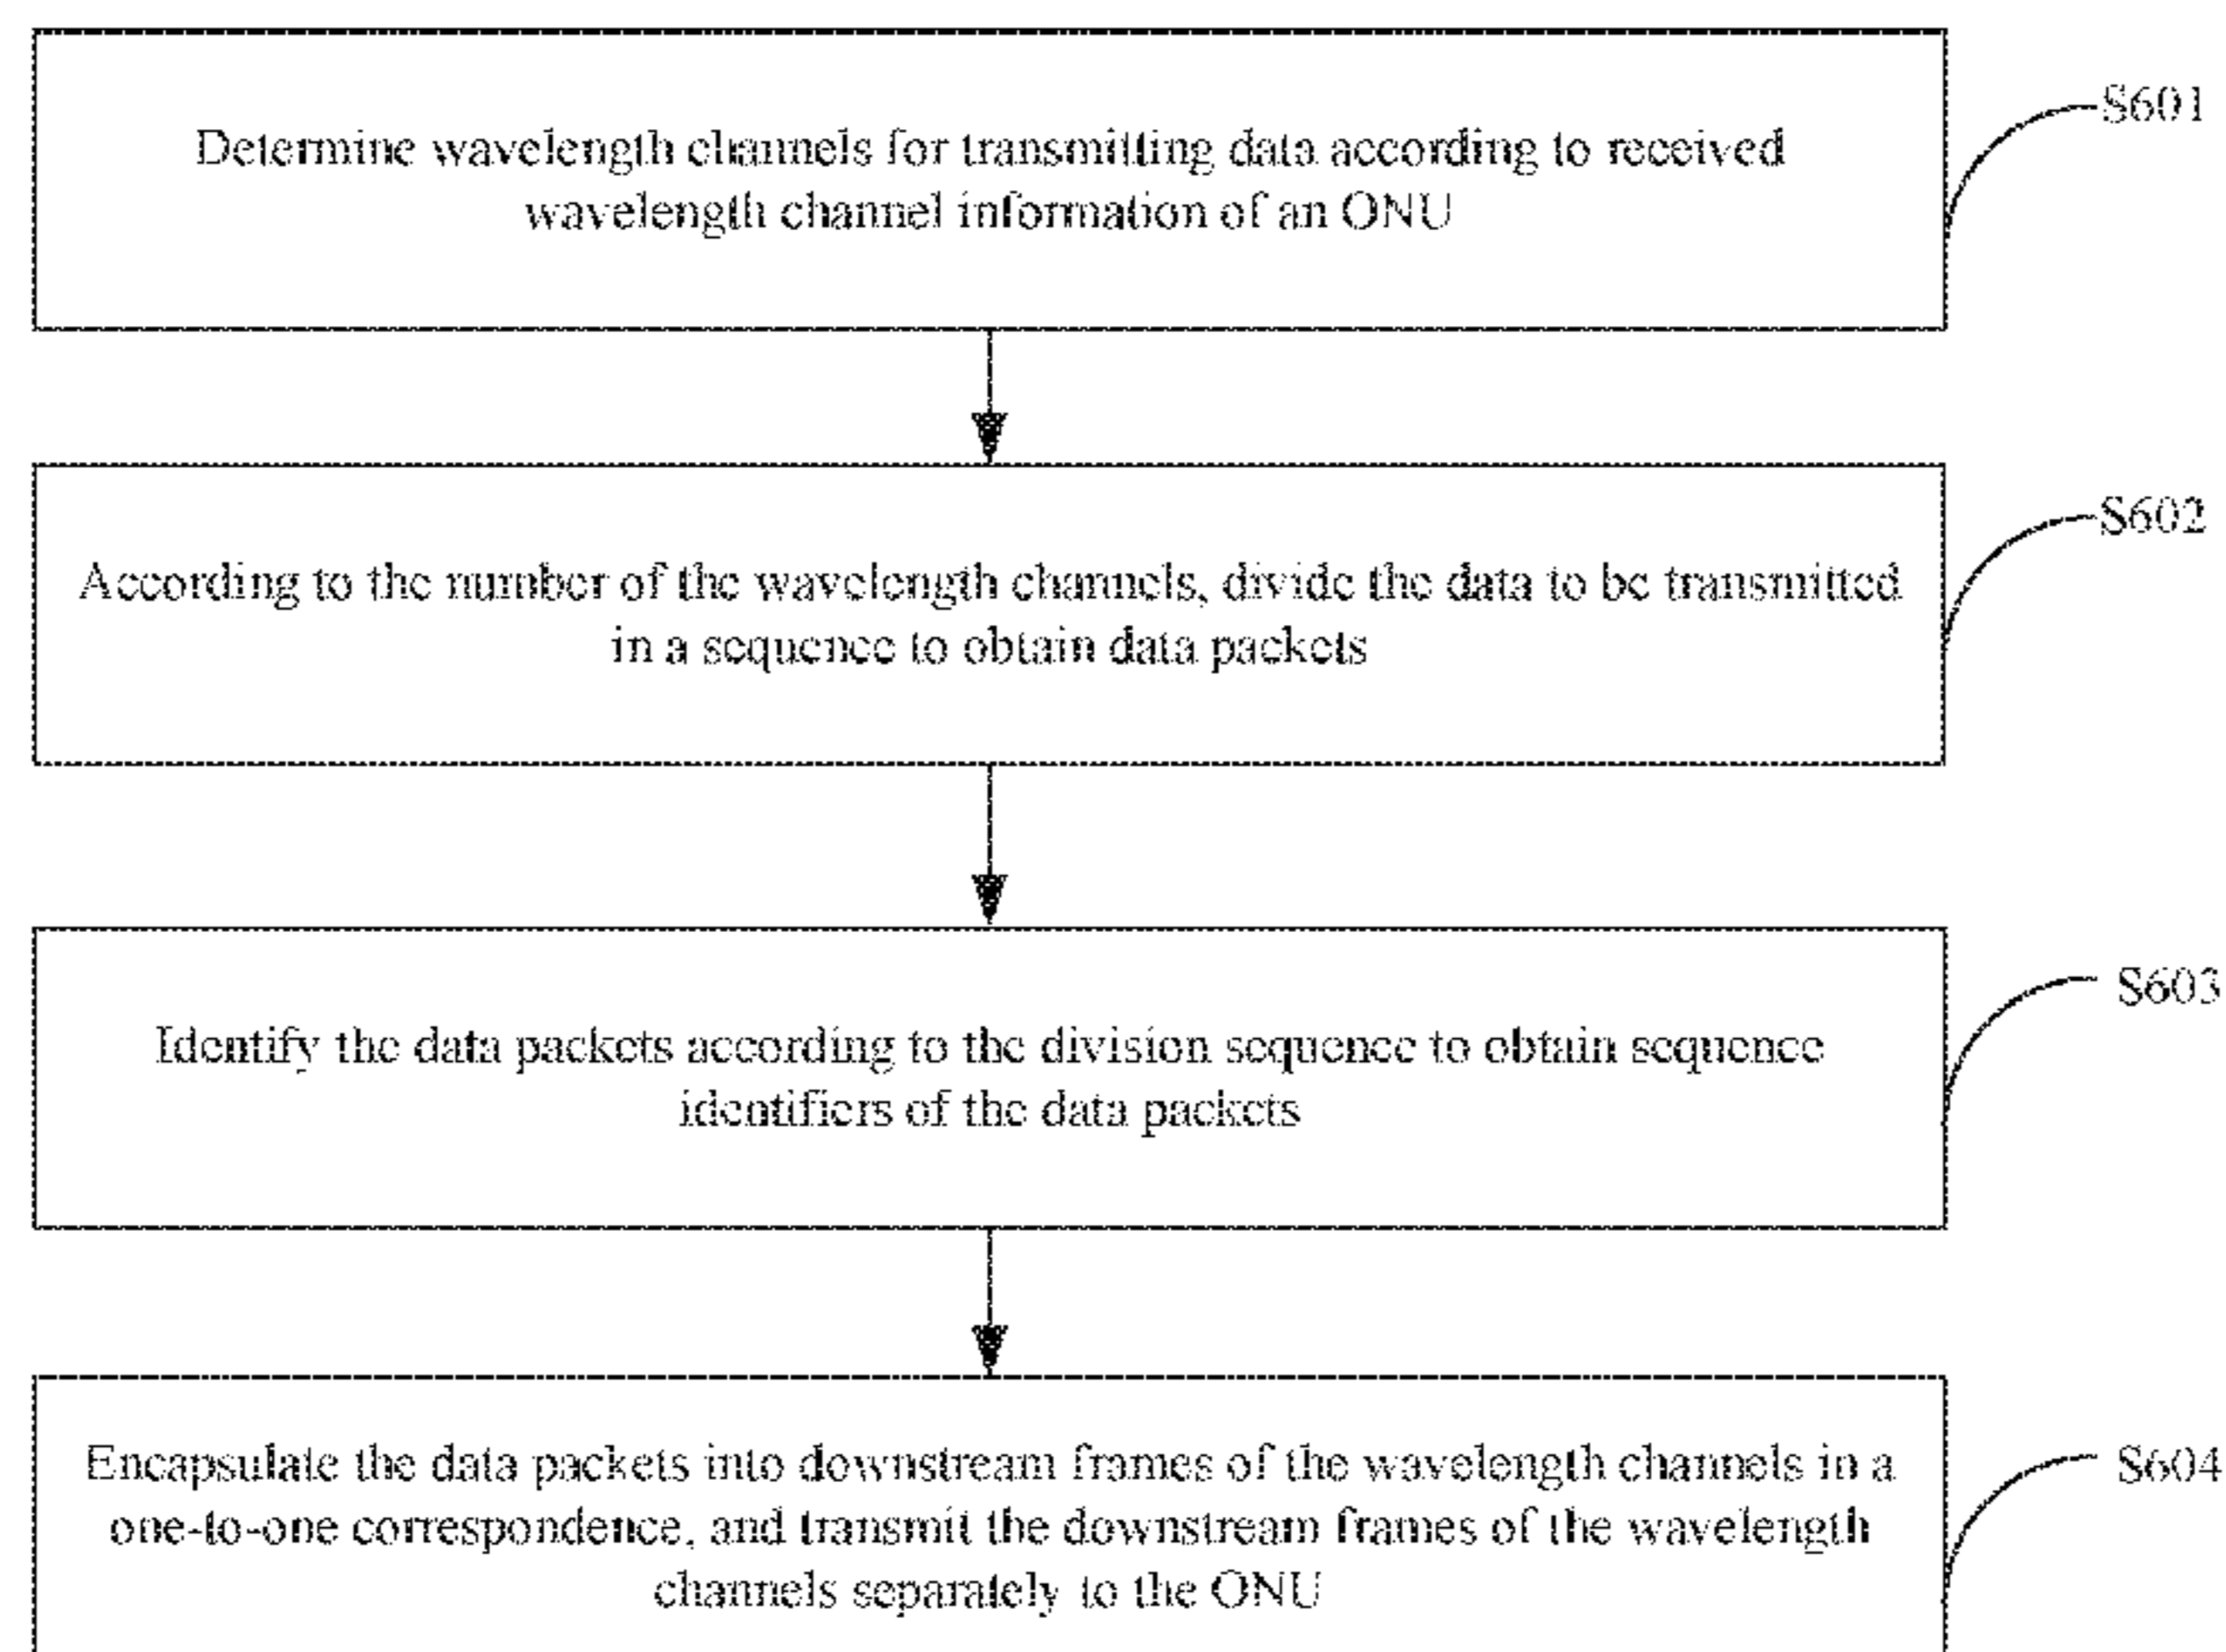 Determine wavelength channels for transmitting data according to received
wavelength channel information of an ONU
S601
According to the number of the wavelength channels, divide the data to be transmitted
in a sequence to obtain data packets
S602
Identify the data packets according to the division sequence to obtain sequence
identifiers of the data packets
S603
Encapsulate the data packets into downstream frames of the wavelength channels in a
one-to-one correspondence, and transmit the downstream frames of the wavelength
channels separately to the ONU
S604